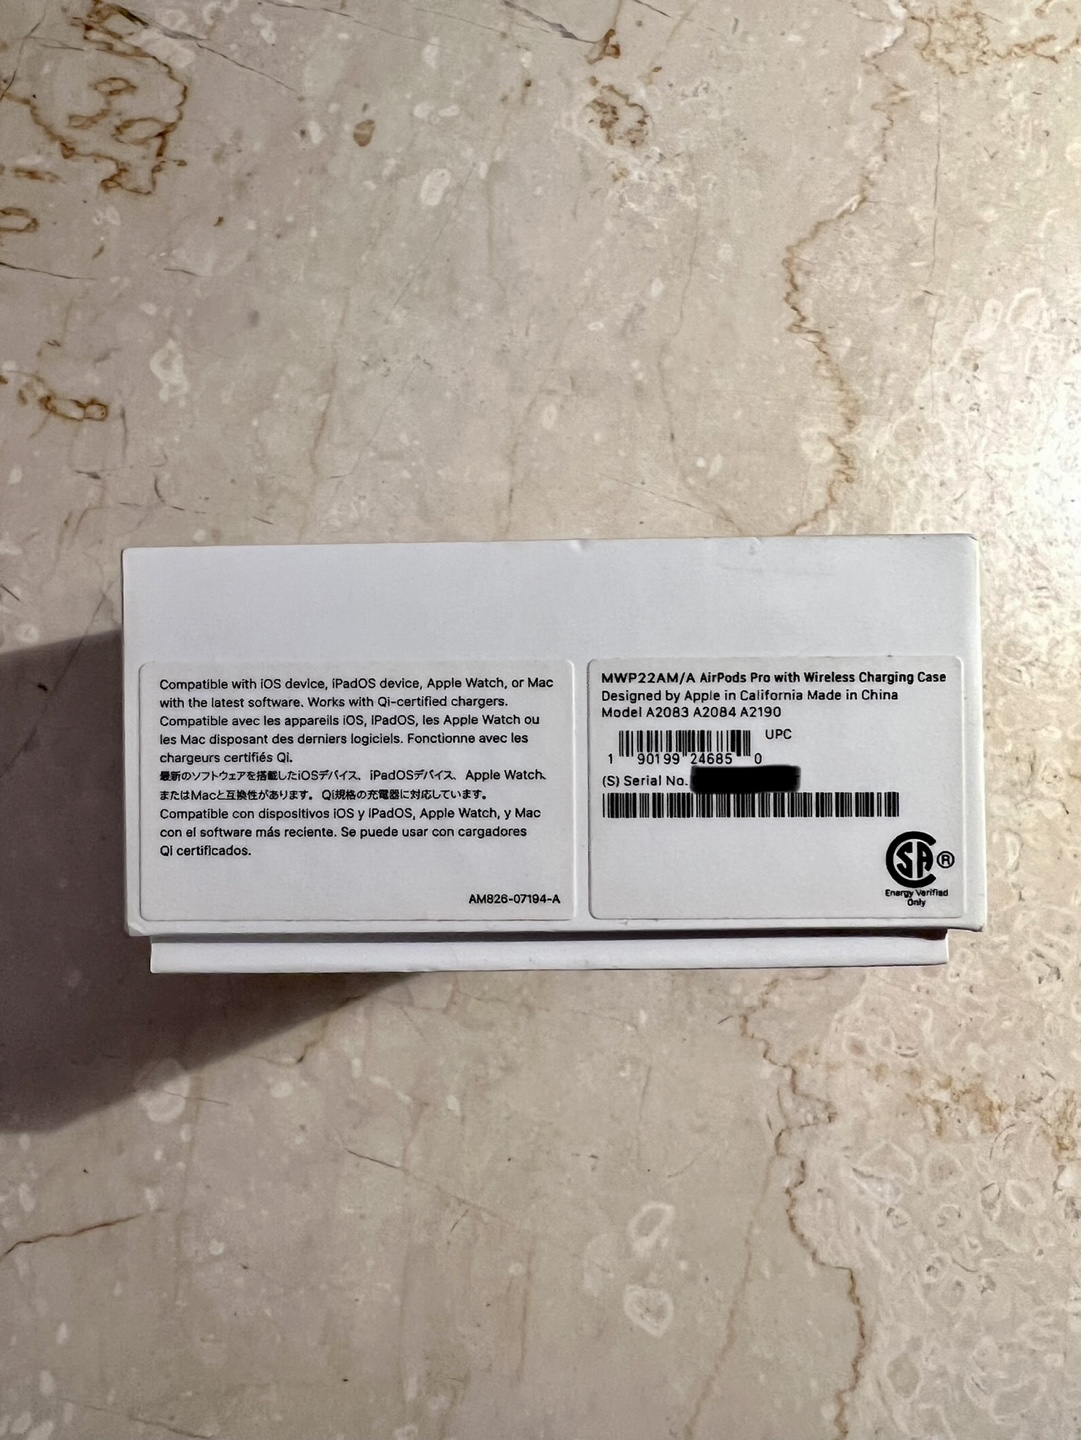 Compatible with iOS device, iPadOS device, Apple Watch, or Mac
with the latest software. Works with Qi-certified chargers.
Compatible avec les appareils iOS, iPadOS, les Apple Watch ou
les Mac disposant des derniers logiciels. Fonctionne avec les
chargeurs certifiés Qi.
最新のソフトウェアを搭載したiOSデバイス、iPadOSデバイス、Apple Watch、
またはMacと互換性があります。Qi規格の充電器に対応しています。
Compatible con dispositivos iOS y iPadOS, Apple Watch, y Mac
con el software más reciente. Se puede usar con cargadores
Qi certificados.
AM826-07194-A
MWP22AM/A AirPods Pro with Wireless Charging Case
Designed by Apple in California Made in China
Model A2083 A2084 A2190
UPC
1 90199 24685 0
(S) Serial No.
CSA ®
Energy Verified
Only